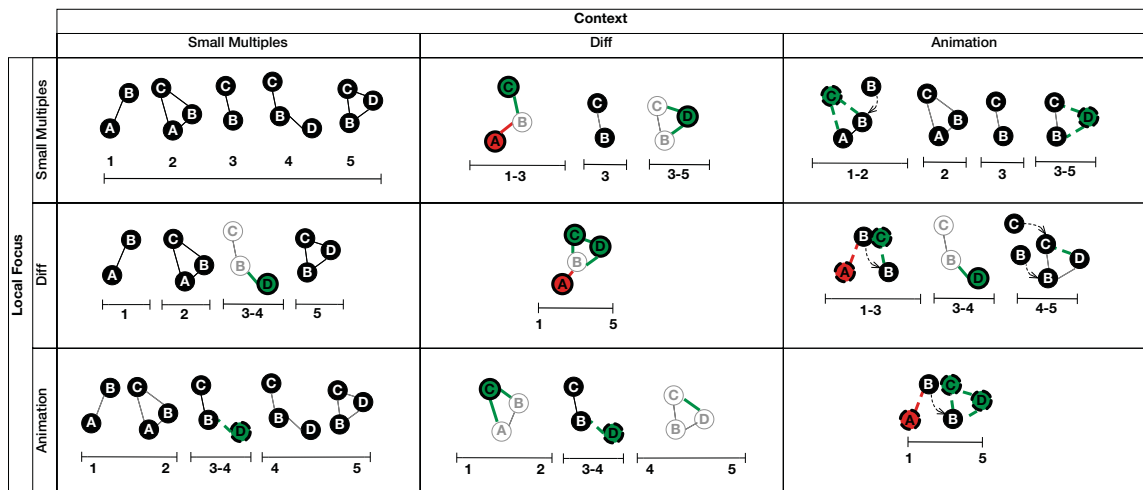 Context
Small Multiples Diff Animation
Local Focus
Small Multiples
B A
C B A
C B
C B D
C D B
1 2 3 4 5
C B A
C B
C B D
1-3 3 3-5
C B B A
C B A
C B
C D B
1-2 2 3 3-5
Diff
B A
C B A
C B D
C D B
1 2 3-4 5
C D B A
1 5
B C A B
C B D
C C B D B
1-3 3-4 4-5
Animation
B A
C B A
C B D
C B D
C D B
1 2 3-4 4 5
C B A
C B D
C D B
1 2 3-4 4 5
B C D A B
1 5